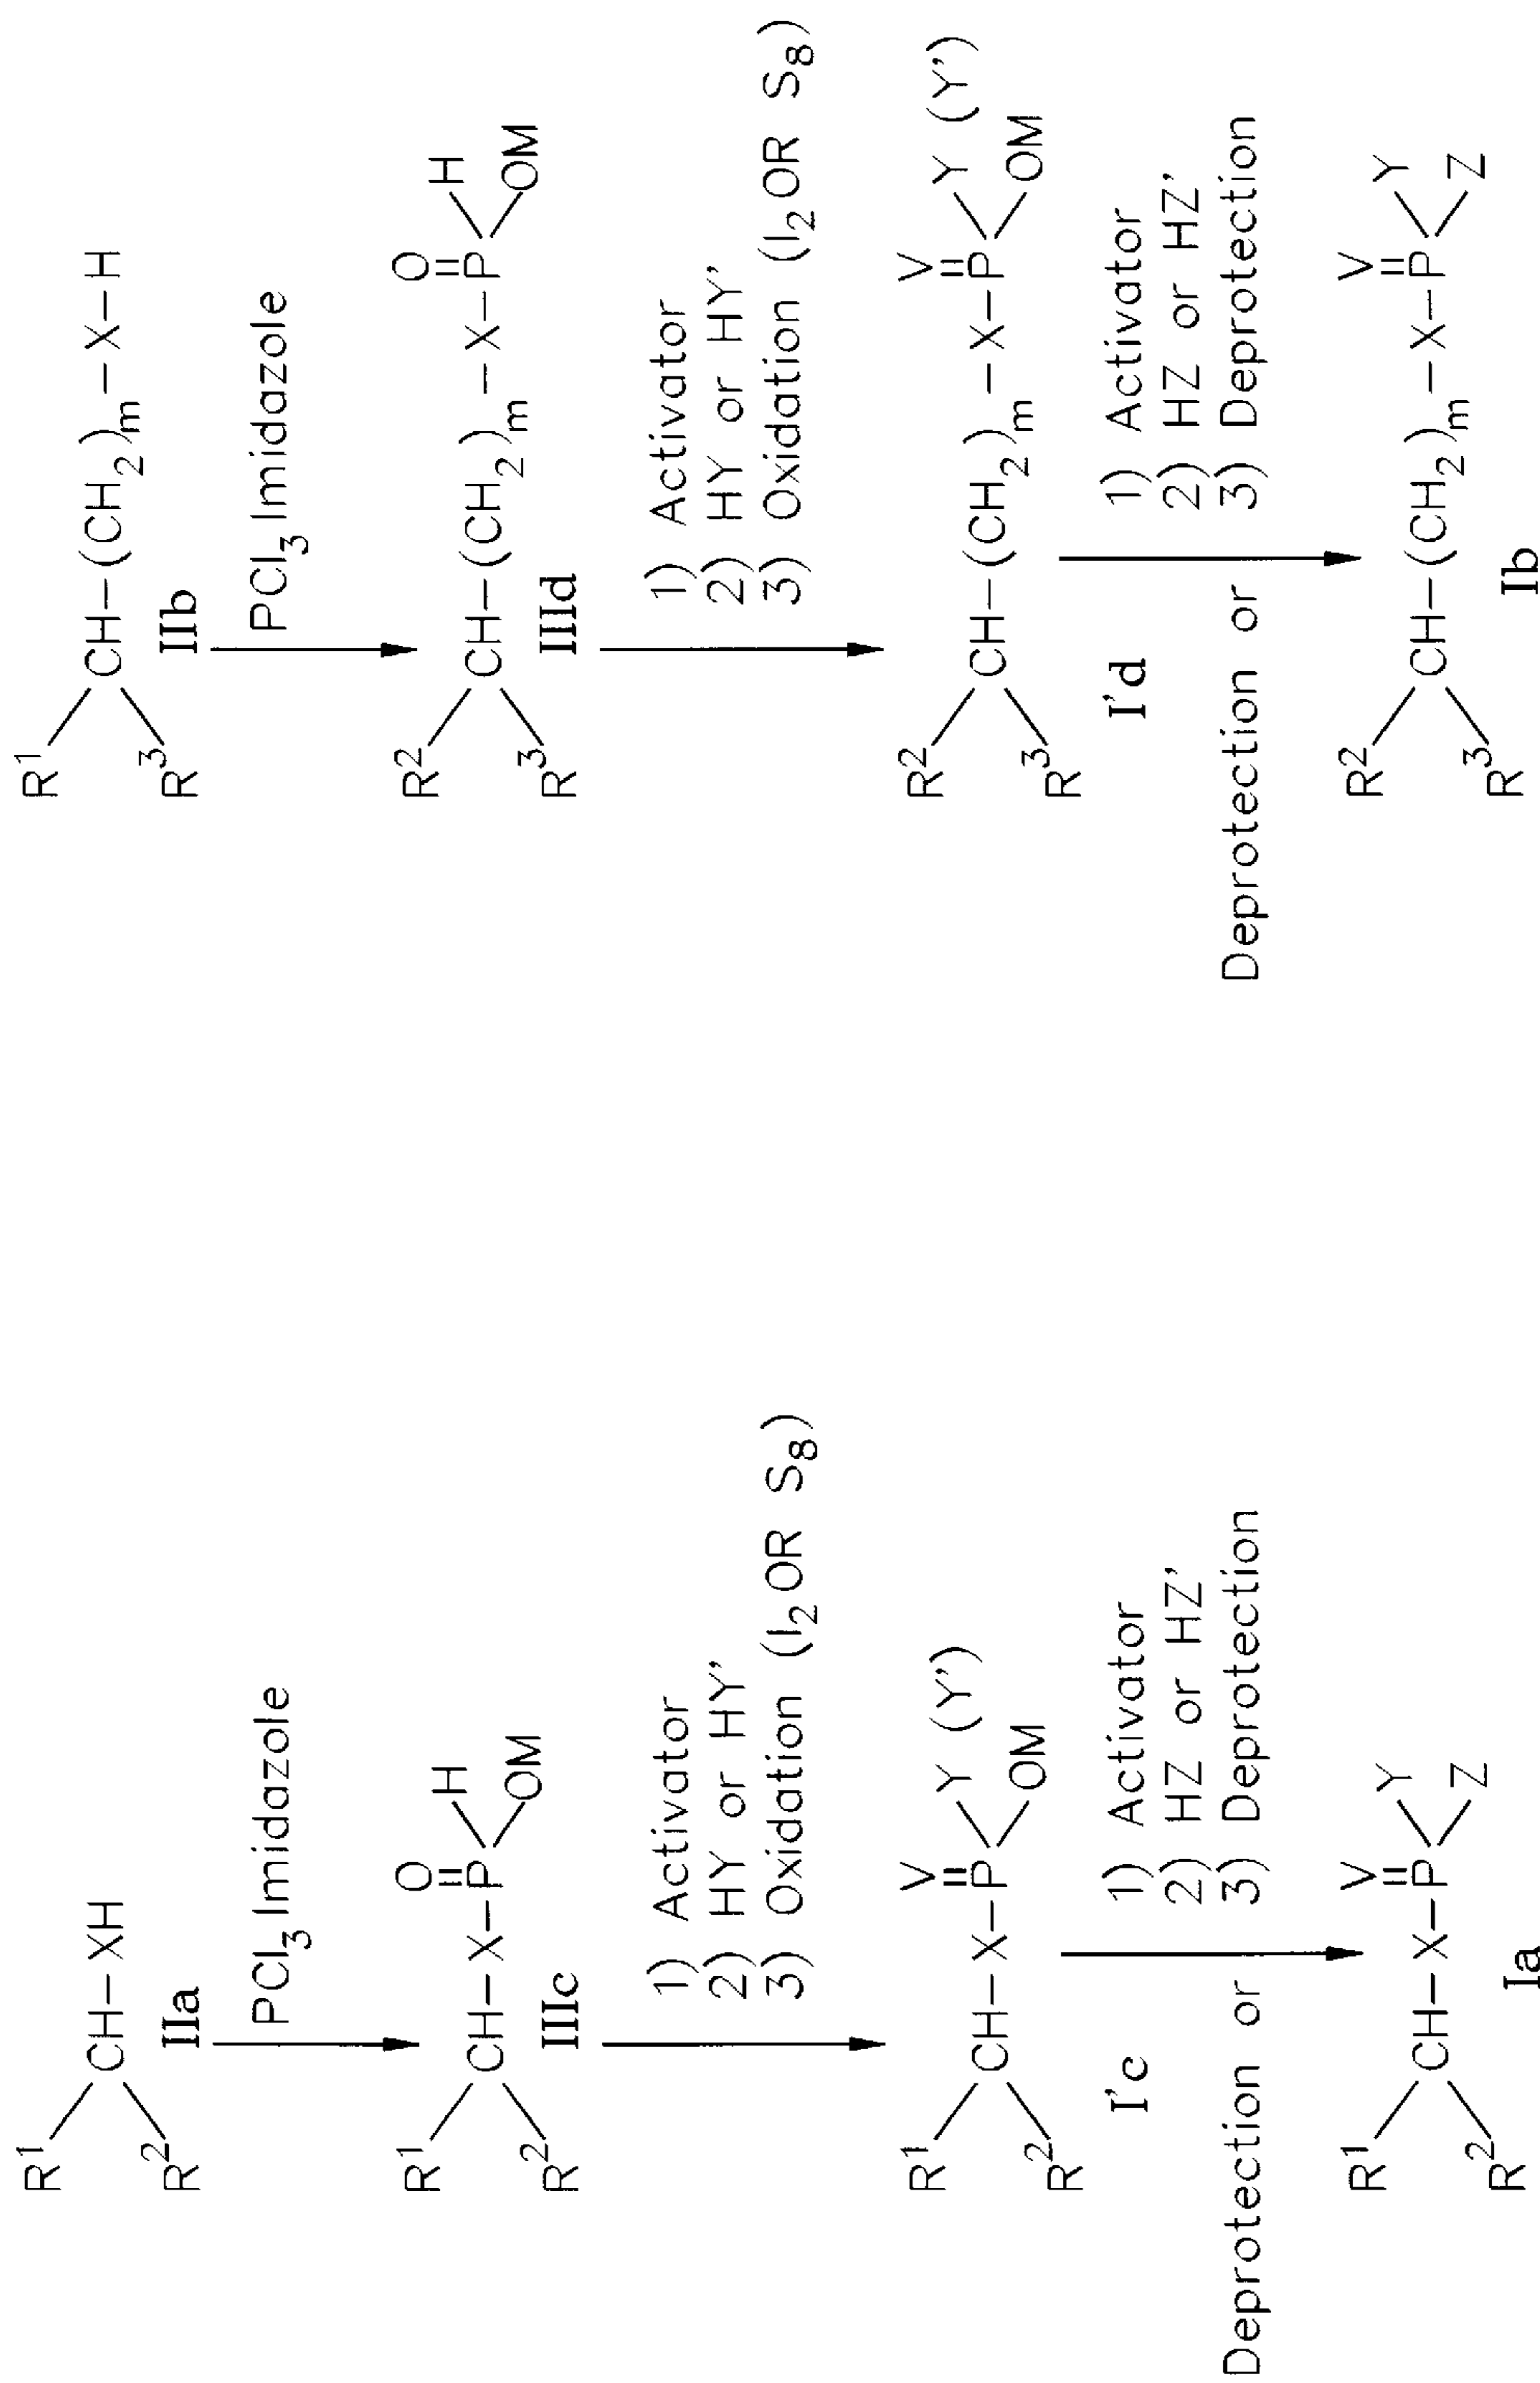 R¹
CH–XH
R²
IIa
PCl₃ Imidazole
O
R¹
CH–X–P
H
R²
OM
IIIc
1) Activator
2) HY or HY'
3) Oxidation (I₂OR S₈)
V
R¹
CH–X–P
Y (Y')
R²
OM
I'c
1) Activator
2) HZ or HZ'
Deprotection or 3) Deprotection
V
R¹
CH–X–P
Y
R²
Z
Ia
R¹
CH–(CH₂)ₘ–X–H
R³
IIb
PCl₃ Imidazole
O
R²
CH–(CH₂)ₘ–X–P
H
R³
OM
IIId
1) Activator
2) HY or HY'
3) Oxidation (I₂OR S₈)
V
R²
CH–(CH₂)ₘ–X–P
Y (Y')
R³
OM
I'd
1) Activator
2) HZ or HZ'
Deprotection or 3) Deprotection
V
R²
CH–(CH₂)ₘ–X–P
Y
R³
Z
Ib